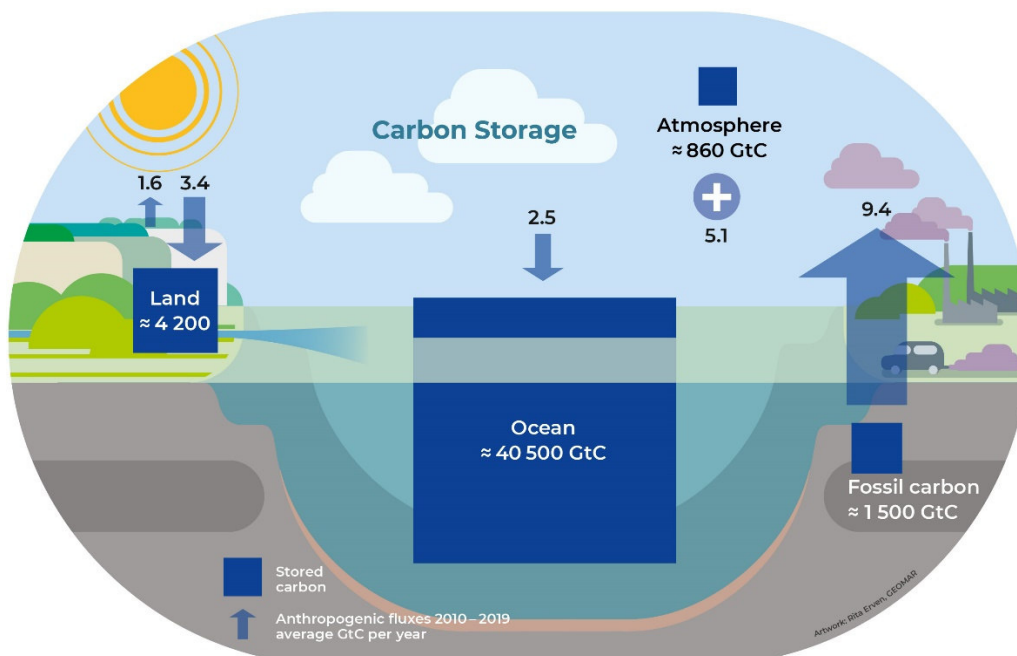 Carbon Storage
Atmosphere
≈ 860 GtC
5.1
1.6 3.4
2.5
9.4
Land
≈ 4 200
Ocean
≈ 40 500 GtC
Fossil carbon
≈ 1 500 GtC
Stored
carbon
Anthropogenic fluxes 2010–2019
average GtC per year
Artwork: Rita Erven, GEOMAR